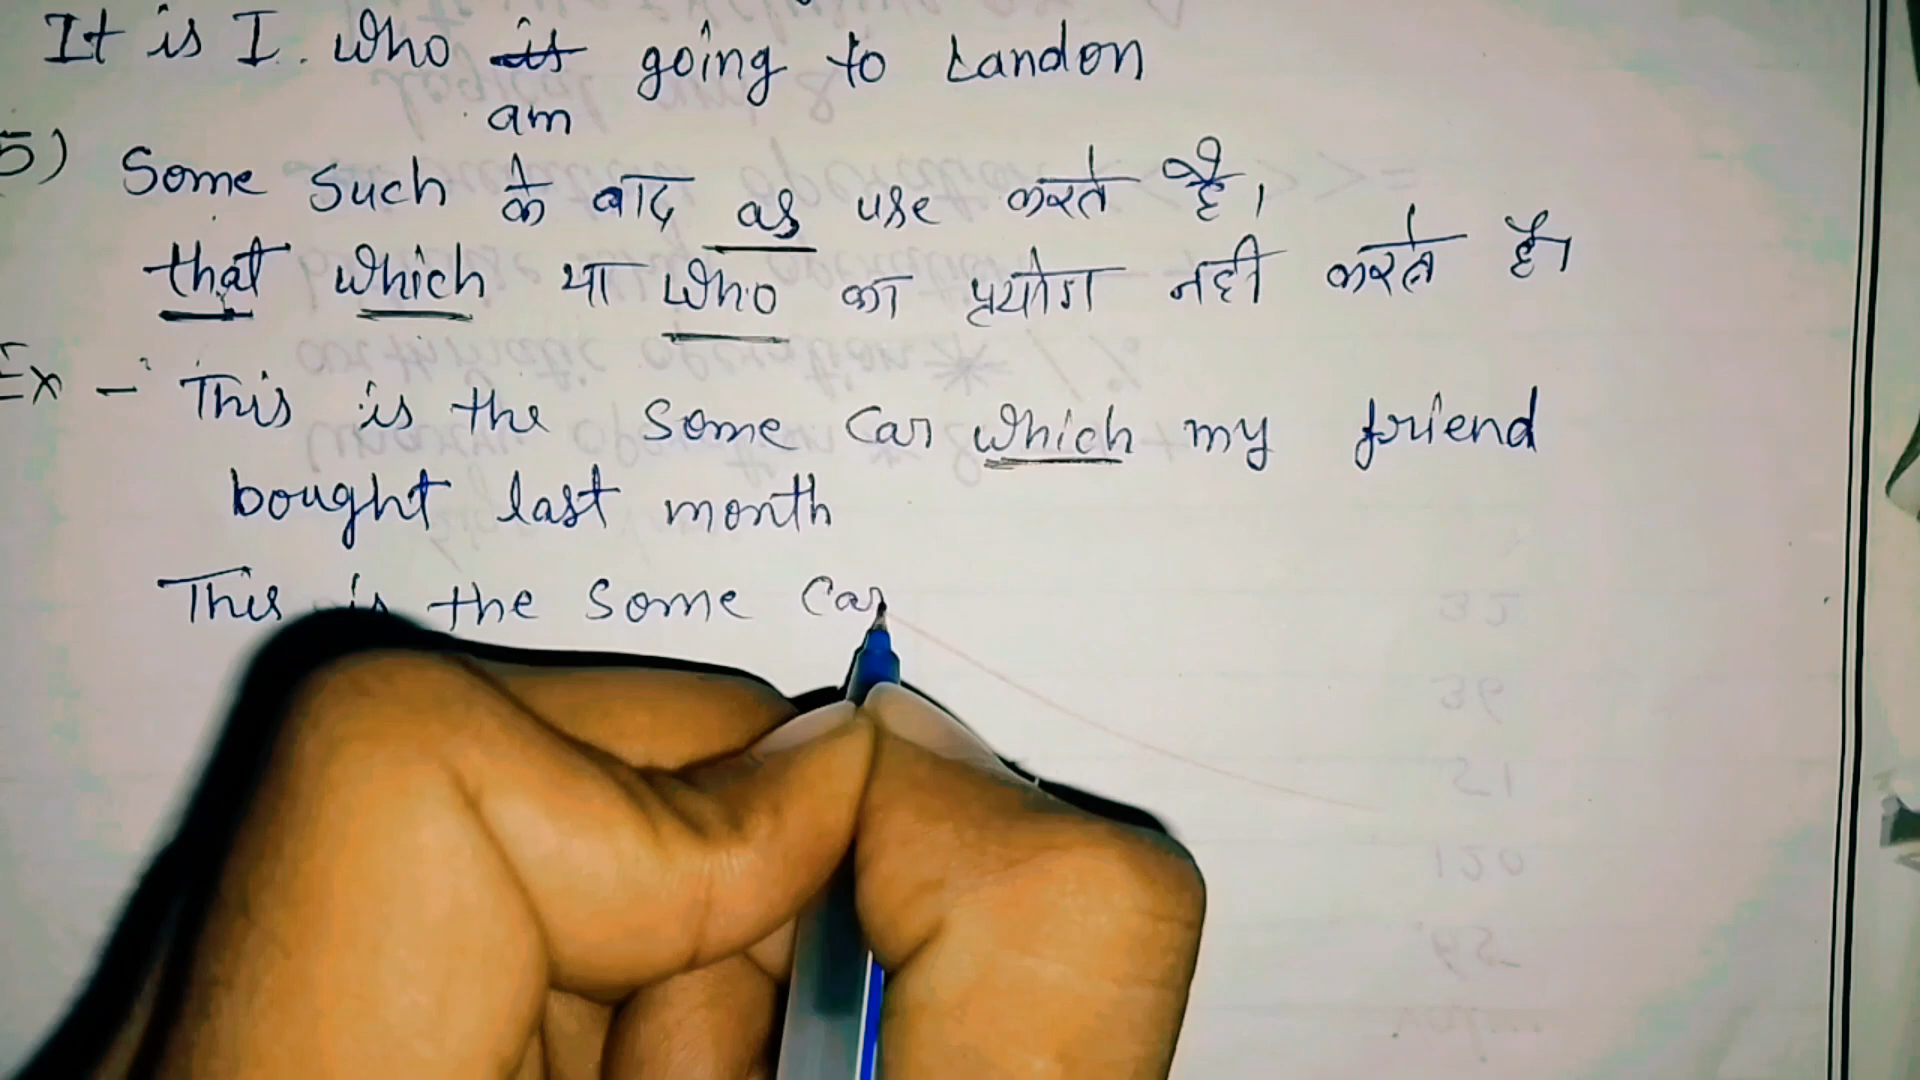 It is I. who is going to Landon
am
5) Some Such के बाद as use करते है।
that which या who का प्रयोग नही करते है।
Ex - This is the Some Car which my friend
bought last month
This is the Some Car